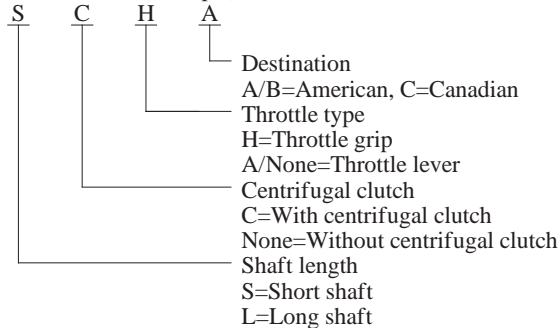 S C H A
Destination
A/B=American, C=Canadian
Throttle type
H=Throttle grip
A/None=Throttle lever
Centrifugal clutch
C=With centrifugal clutch
None=Without centrifugal clutch
Shaft length
S=Short shaft
L=Long shaft